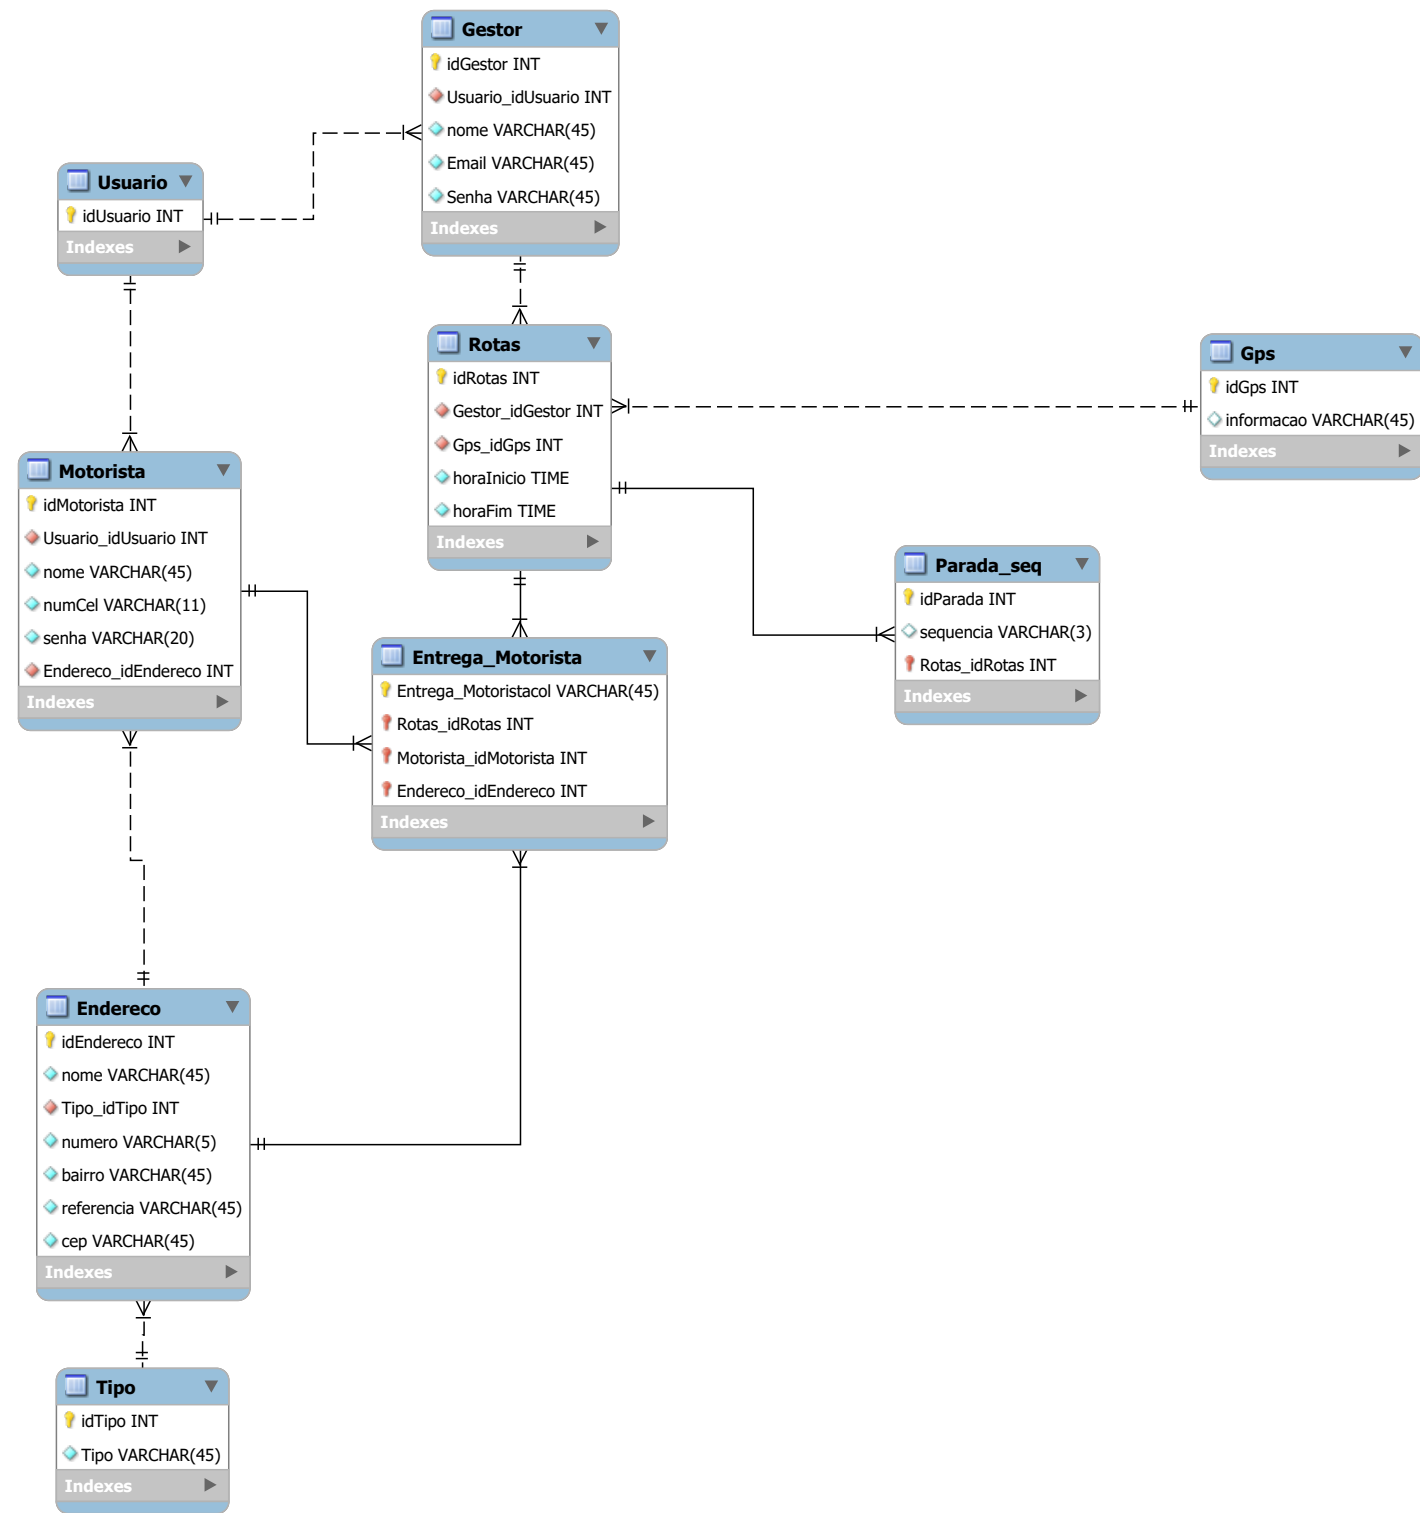 Gestor
idGestor INT
Usuario_idUsuario INT
nome VARCHAR(45)
Email VARCHAR(45)
Senha VARCHAR(45)
Indexes
Usuario
idUsuario INT
Indexes
Rotas
idRotas INT
Gestor_idGestor INT
Gps_idGps INT
horaInicio TIME
horaFim TIME
Indexes
Gps
idGps INT
informacao VARCHAR(45)
Indexes
Motorista
idMotorista INT
Usuario_idUsuario INT
nome VARCHAR(45)
numCel VARCHAR(11)
senha VARCHAR(20)
Endereco_idEndereco INT
Indexes
Parada_seq
idParada INT
sequencia VARCHAR(3)
Rotas_idRotas INT
Indexes
Entrega_Motorista
Entrega_Motoristacol VARCHAR(45)
Rotas_idRotas INT
Motorista_idMotorista INT
Endereco_idEndereco INT
Indexes
Endereco
idEndereco INT
nome VARCHAR(45)
Tipo_idTipo INT
numero VARCHAR(5)
bairro VARCHAR(45)
referencia VARCHAR(45)
cep VARCHAR(45)
Indexes
Tipo
idTipo INT
Tipo VARCHAR(45)
Indexes